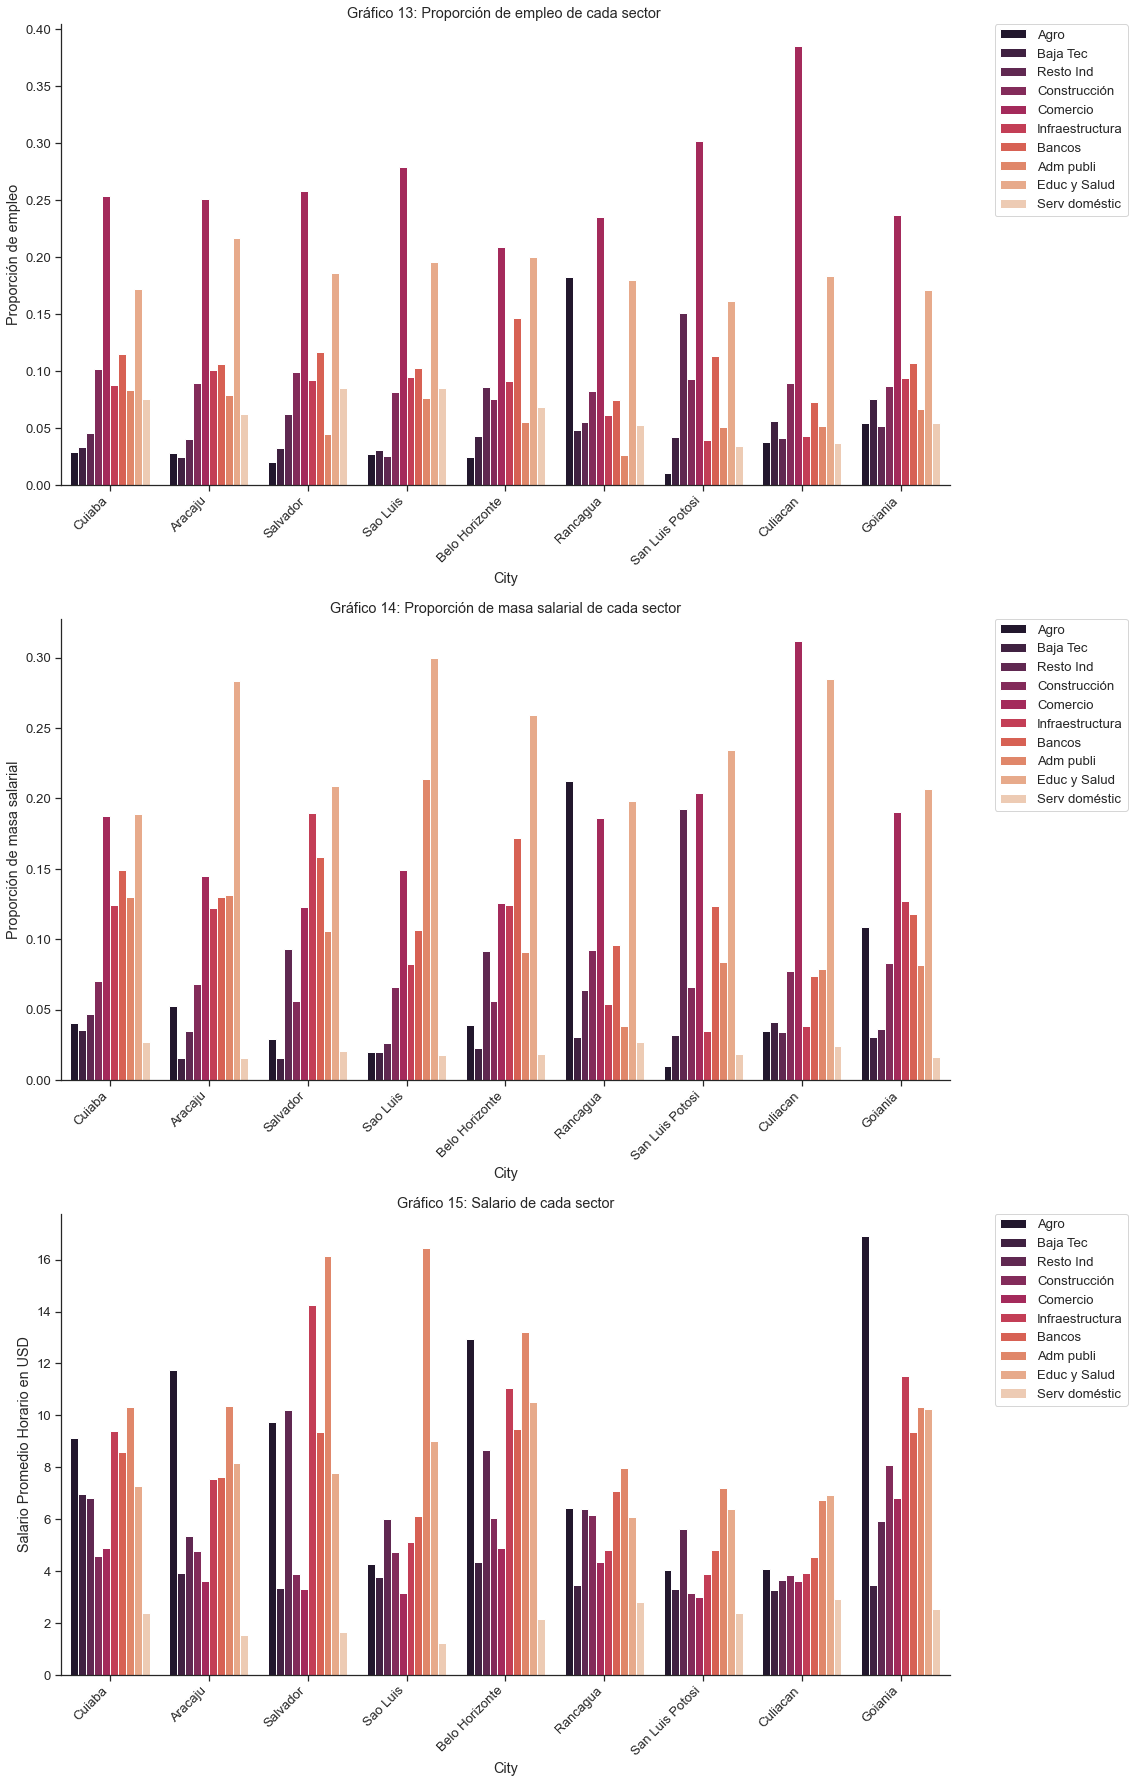 Gráfico 13: Proporción de empleo de cada sector
Proporción de empleo
0.40
0.35
0.30
0.25
0.20
0.15
0.10
0.05
0.00
Cuiaba
Aracaju
Salvador
Sao Luis
Belo Horizonte
Rancagua
San Luis Potosi
Culiacan
Goiania
City
Agro
Baja Tec
Resto Ind
Construcción
Comercio
Infraestructura
Bancos
Adm publi
Educ y Salud
Serv doméstic
Gráfico 14: Proporción de masa salarial de cada sector
Proporción de masa salarial
0.30
0.25
0.20
0.15
0.10
0.05
0.00
Cuiaba
Aracaju
Salvador
Sao Luis
Belo Horizonte
Rancagua
San Luis Potosi
Culiacan
Goiania
City
Agro
Baja Tec
Resto Ind
Construcción
Comercio
Infraestructura
Bancos
Adm publi
Educ y Salud
Serv doméstic
Gráfico 15: Salario de cada sector
Salario Promedio Horario en USD
16
14
12
10
8
6
4
2
0
Cuiaba
Aracaju
Salvador
Sao Luis
Belo Horizonte
Rancagua
San Luis Potosi
Culiacan
Goiania
City
Agro
Baja Tec
Resto Ind
Construcción
Comercio
Infraestructura
Bancos
Adm publi
Educ y Salud
Serv doméstic